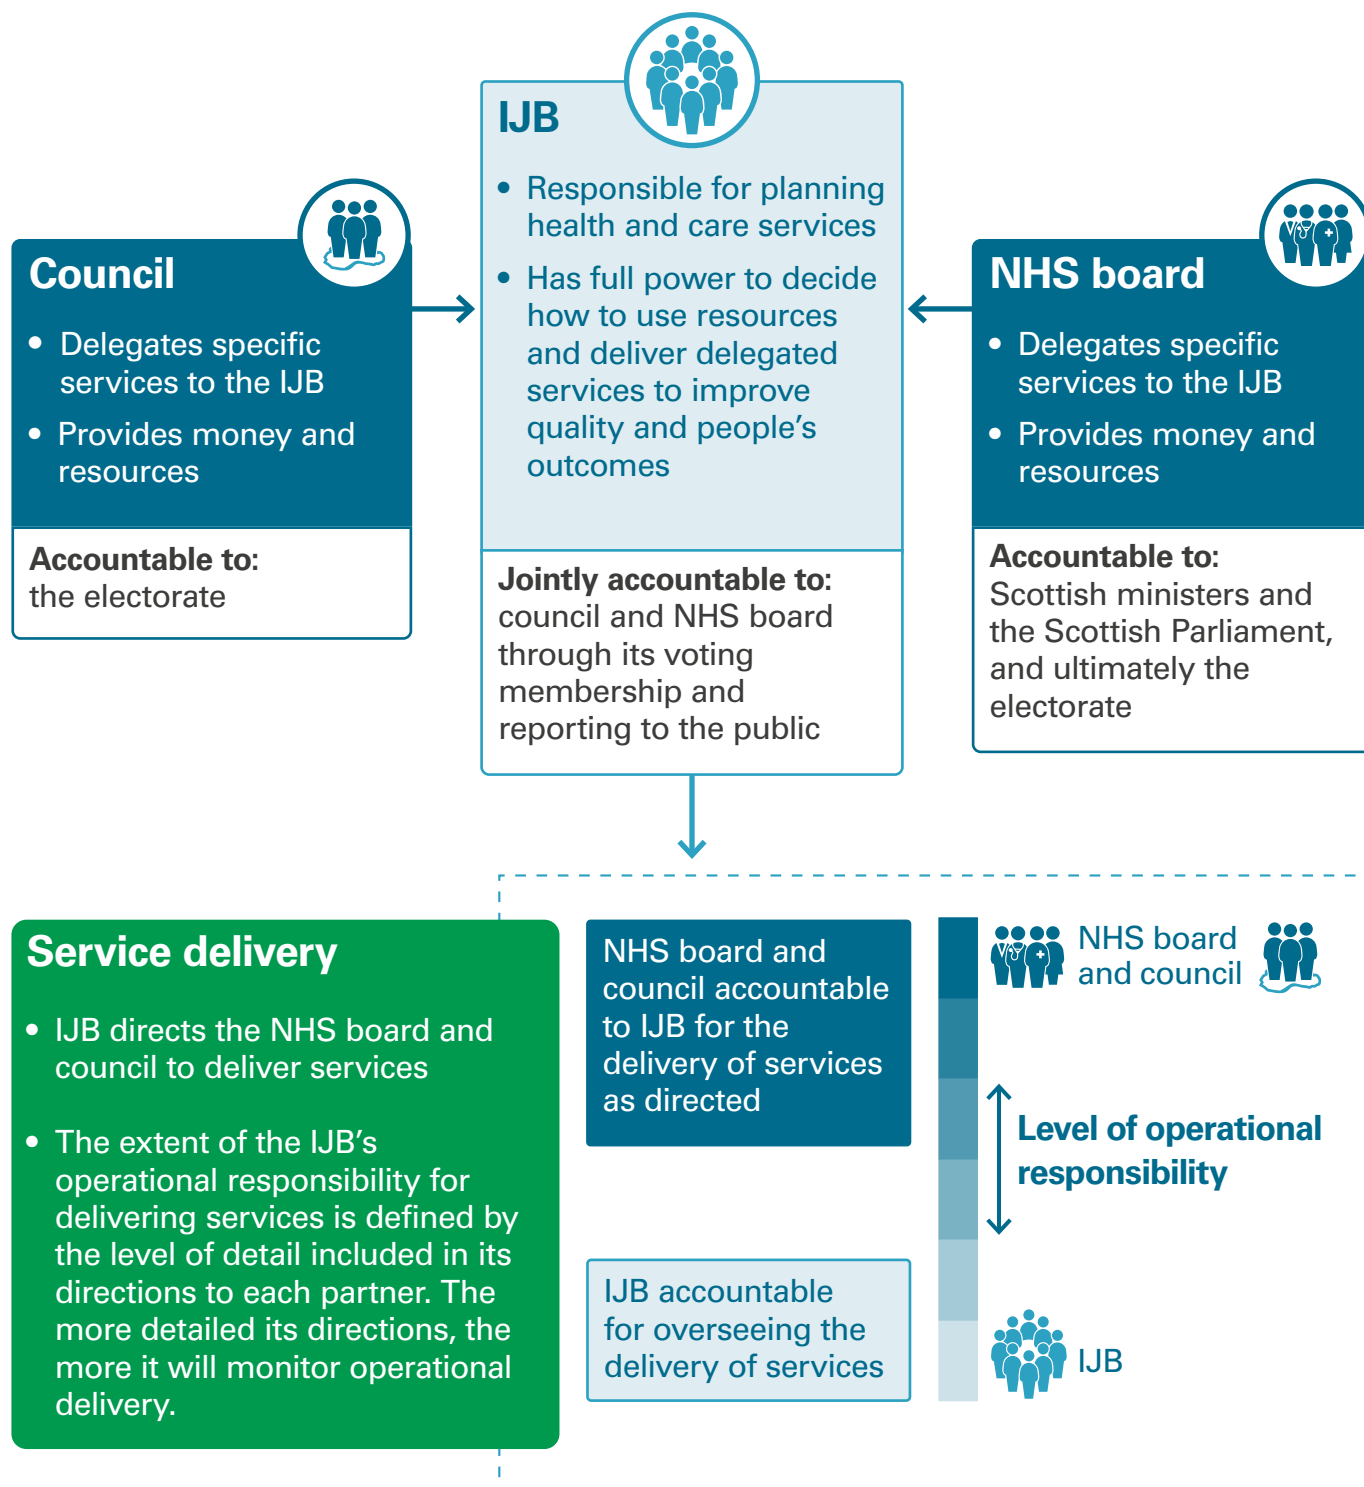 IJB
• Responsible for planning
health and care services
• Has full power to decide
how to use resources
and deliver delegated
services to improve
quality and people’s
outcomes
Jointly accountable to:
council and NHS board
through its voting
membership and
reporting to the public
Council
• Delegates specific
services to the IJB
• Provides money and
resources
Accountable to:
the electorate
NHS board
• Delegates specific
services to the IJB
• Provides money and
resources
Accountable to:
Scottish ministers and
the Scottish Parliament,
and ultimately the
electorate
Service delivery
• IJB directs the NHS board and
council to deliver services
• The extent of the IJB’s
operational responsibility for
delivering services is defined by
the level of detail included in its
directions to each partner. The
more detailed its directions, the
more it will monitor operational
delivery.
NHS board and
council accountable
to IJB for the
delivery of services
as directed
IJB accountable
for overseeing the
delivery of services
NHS board
and council
Level of operational
responsibility
IJB